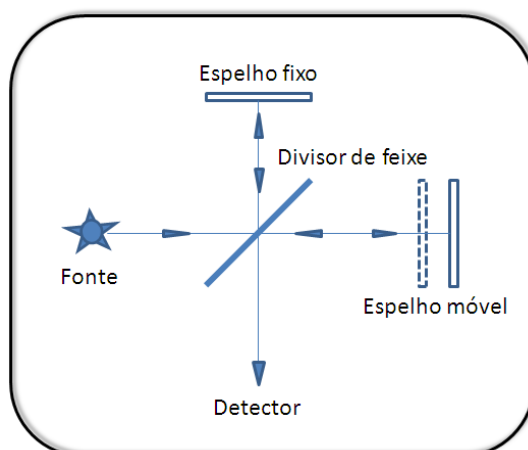 Espelho fixo
Divisor de feixe
Fonte
Espelho móvel
Detector